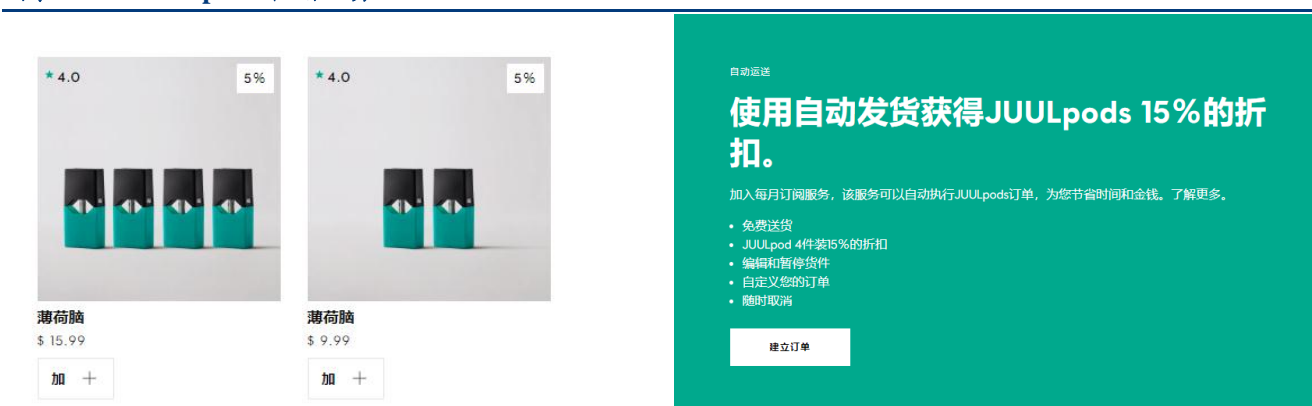 ★ 4.0
5%
★ 4.0
5%
薄荷脑
$ 15.99
加 +
薄荷脑
$ 9.99
加 +
自动运送
使用自动发货获得JUULpods 15%的折
扣。
加入每月订阅服务，该服务可以自动执行JUULpods订单，为您节省时间和金钱。了解更多。
• 免费送货
• JUULpod 4件装15%的折扣
• 编辑和暂停货件
• 自定义您的订单
• 随时取消
建立订单